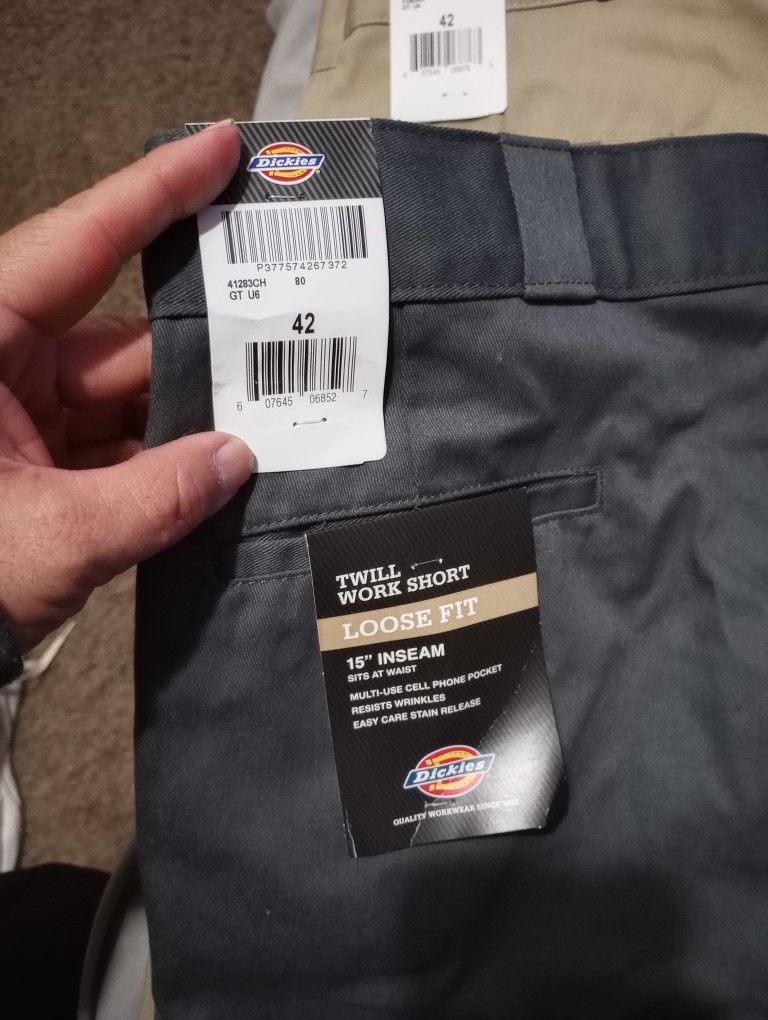 GT U6
42
Dickies
P377574267372
41283CH 80
GT U6
42
6 07645 06852 7
TWILL
WORK SHORT
LOOSE FIT
15” INSEAM
SITS AT WAIST
MULTI-USE CELL PHONE POCKET
RESISTS WRINKLES
EASY CARE STAIN RELEASE
Dickies
QUALITY WORKWEAR SINCE 1922